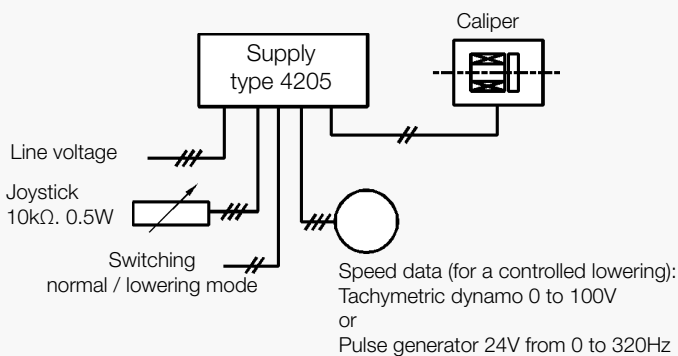 Caliper
Supply
type 4205
Line voltage
Joystick
10kΩ. 0.5W
Switching
normal / lowering mode
Speed data (for a controlled lowering):
Tachymetric dynamo 0 to 100V
or
Pulse generator 24V from 0 to 320Hz